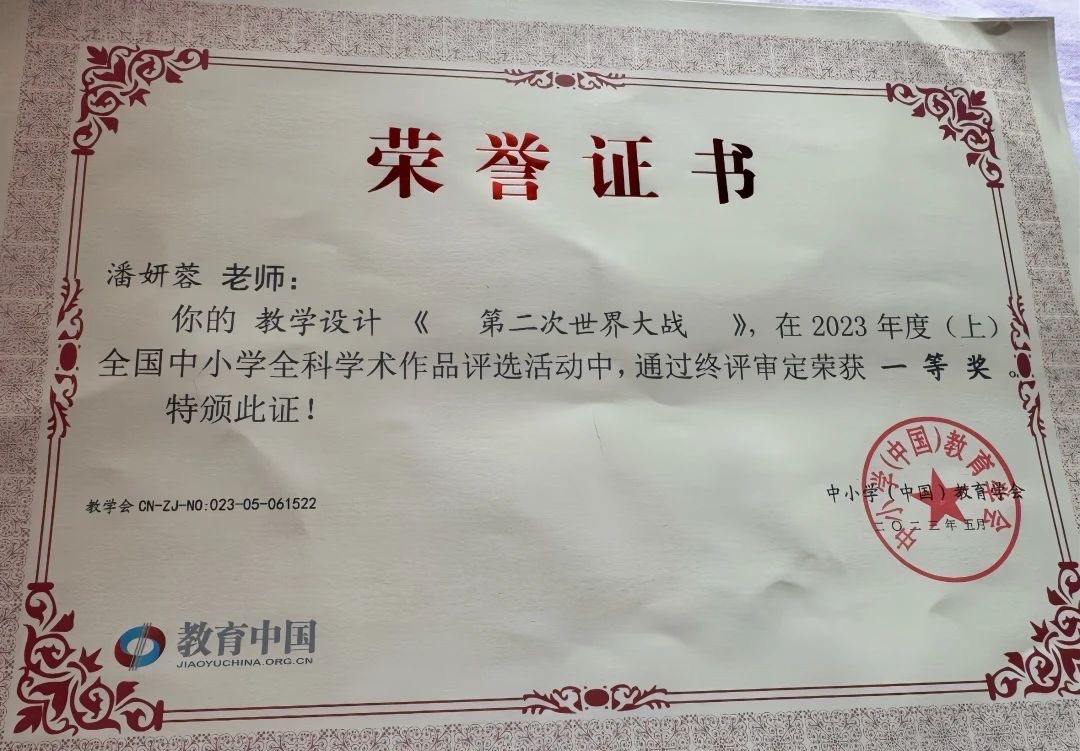 荣誉证书
潘妍蓉 老师：
你的 教学设计 《 第二次世界大战 》，在 2023 年度（上）
全国中小学全科学术作品评选活动中，通过终评审定荣获 一等奖。
特颁此证！
中小学(中国)教育学会
教学会 CN-ZJ-NO:023-05-061522
中小学（中国）教育学会
二〇二三年 五月
教育中国
JIAOYUCHINA.ORG.CN